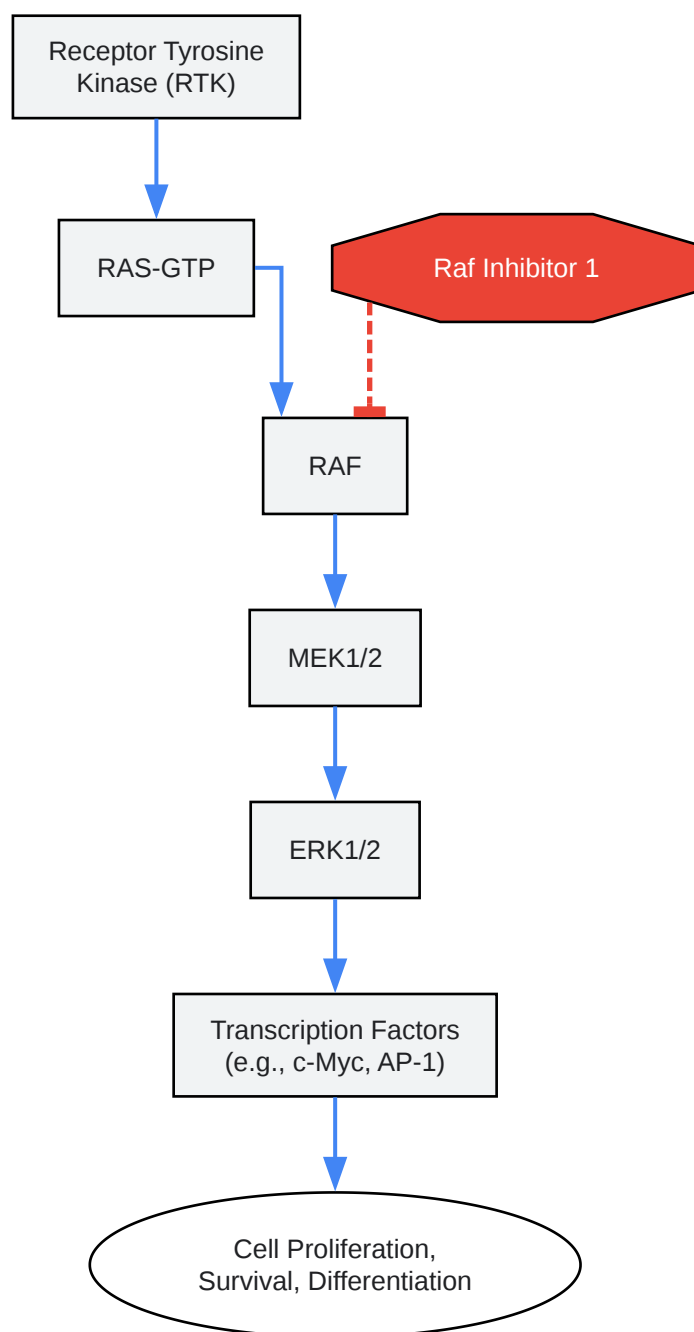 Receptor Tyrosine
Kinase (RTK)
RAS-GTP
Raf Inhibitor 1
RAF
MEK1/2
ERK1/2
Transcription Factors
(e.g., c-Myc, AP-1)
Cell Proliferation,
Survival, Differentiation